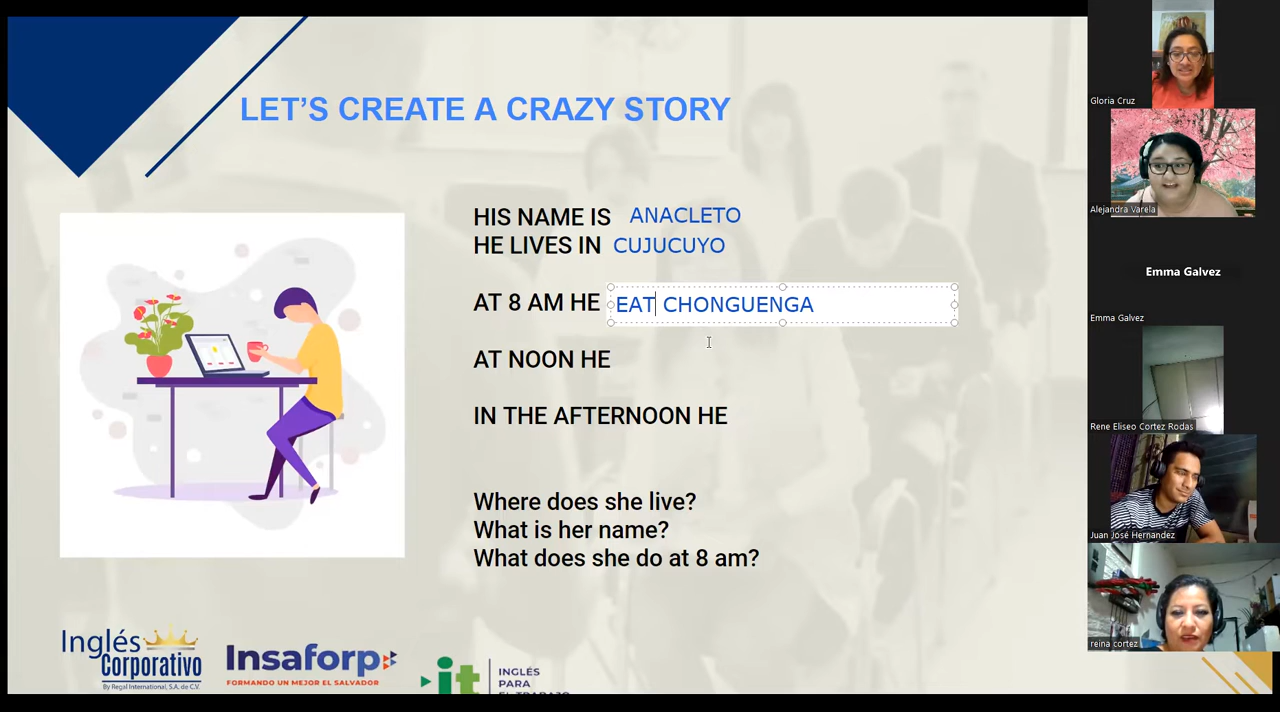 LET'S CREATE A CRAZY STORY
HIS NAME IS ANACLETO
HE LIVES IN CUJUCUYO
AT 8 AM HE EAT CHONGUENGA
AT NOON HE
IN THE AFTERNOON HE
Where does she live?
What is her name?
What does she do at 8 am?
Inglés
Corporativo
By Regal International, S.A. de C.V.
Insaforp
FORMANDO UN MEJOR EL SALVADOR
it
INGLÉS
PARA
EL TRABAJO
Gloria Cruz
Alejandra Varela
Emma Galvez
Emma Galvez
Rene Eliseo Cortez Rodas
Juan José Hernandez
reina cortez